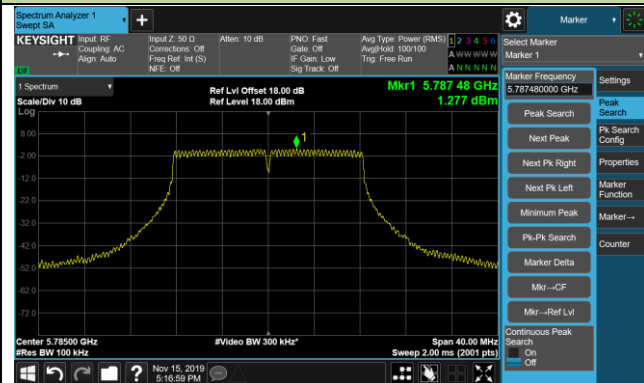 Spectrum Analyzer 1
Swept SA
+
Marker
KEYSIGHT
Input: RF
Coupling: AC
Align: Auto
Input Z: 50 Ω
Corrections: Off
Freq Ref: Int (S)
NFE: Off
Atten: 10 dB
PNO: Fast
Gate: Off
IF Gain: Low
Sig Track: Off
Avg Type: Power (RMS)
Avg|Hold: 100/100
Trig: Free Run
1 2 3 4 5 6
A W W W W W
A N N N N N
LXI
Select Marker
Marker 1
1 Spectrum
Scale/Div 10 dB
Log
Ref Lvl Offset 18.00 dB
Ref Level 18.00 dBm
Mkr1 5.787 48 GHz
1.277 dBm
8.00
-2.00
-12.0
-22.0
-32.0
-42.0
-52.0
-62.0
-72.0
1
Center 5.78500 GHz
#Res BW 100 kHz
#Video BW 300 kHz*
Span 40.00 MHz
Sweep 2.00 ms (2001 pts)
Marker Frequency
5.787480000 GHz
Peak Search
Next Peak
Next Pk Right
Next Pk Left
Minimum Peak
Pk-Pk Search
Marker Delta
Mkr→CF
Mkr→Ref Lvl
Continuous Peak
Search
On
Off
Settings
Peak
Search
Pk Search
Config
Properties
Marker
Function
Marker→
Counter
?
Nov 15, 2019
5:16:59 PM